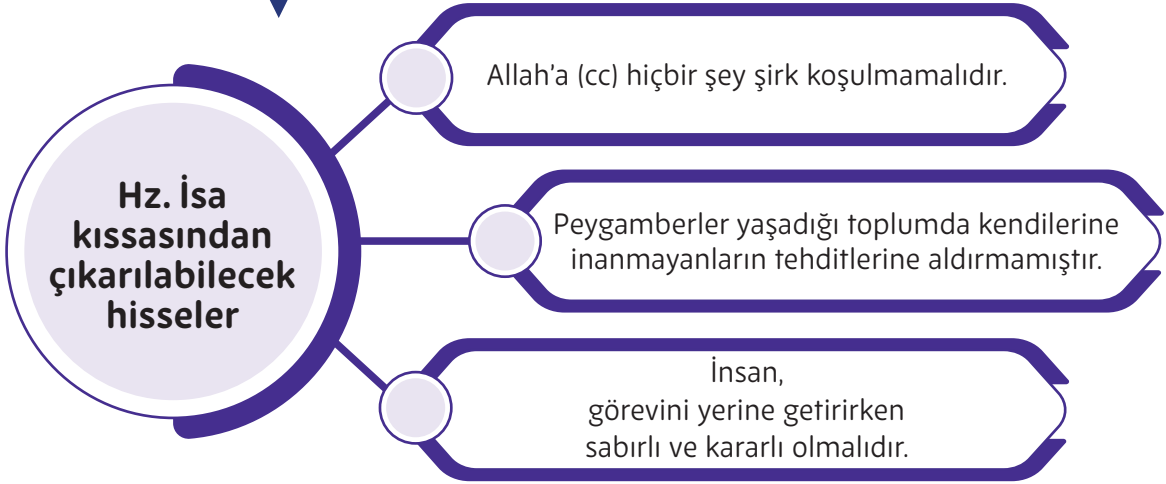 Hz. İsa
kıssasından
çıkarılabilecek
hisseler
Allah’a (cc) hiçbir şey şirk koşulmamalıdır.
Peygamberler yaşadığı toplumda kendilerine
inanmayanların tehditlerine aldırmamıştır.
İnsan,
görevini yerine getirirken
sabırlı ve kararlı olmalıdır.